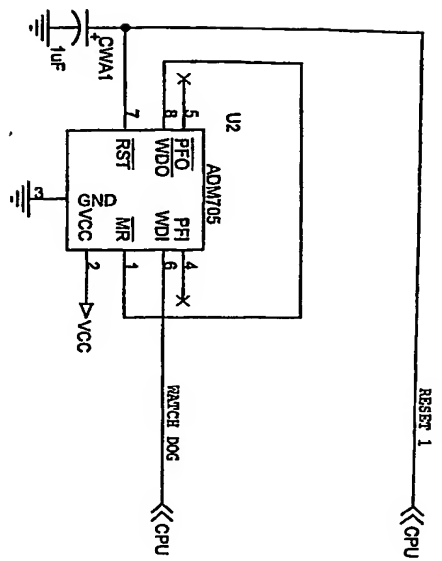 RESET 1
CPU
CWA1
+
1uF
U2
ADM705
7
8
5
RST
WDO
PFO
3
GND
VCC
MR
WDI
PFI
2
1
6
4
VCC
WATCH DOG
CPU